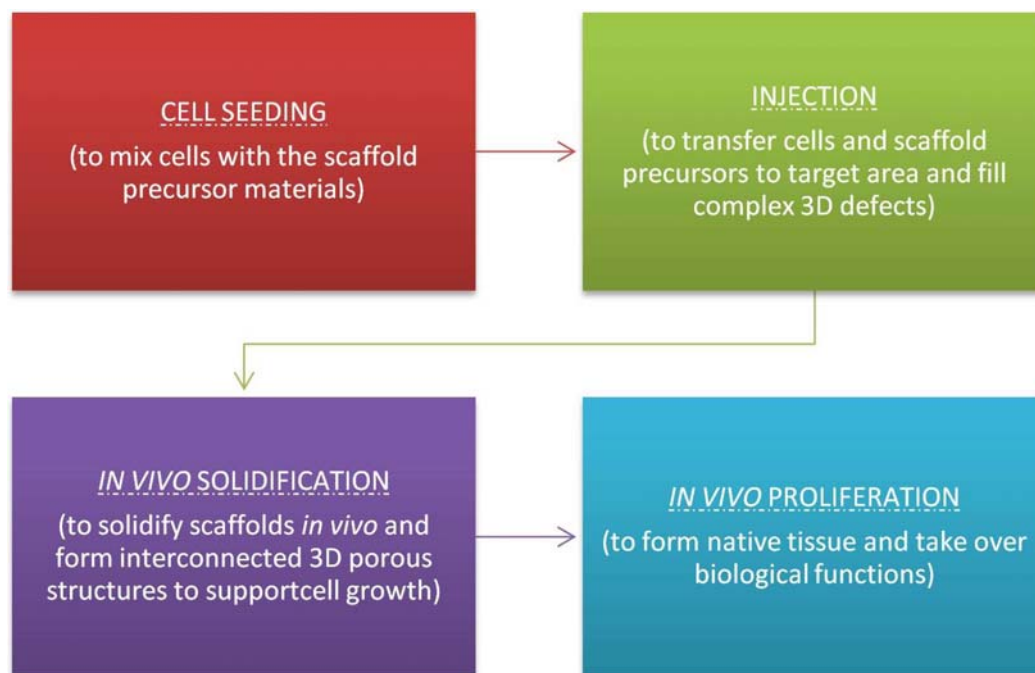 CELL SEEDING
(to mix cells with the scaffold
precursor materials)
INJECTION
(to transfer cells and scaffold
precursors to target area and fill
complex 3D defects)
IN VIVO SOLIDIFICATION
(to solidify scaffolds in vivo and
form interconnected 3D porous
structures to supportcell growth)
IN VIVO PROLIFERATION
(to form native tissue and take over
biological functions)